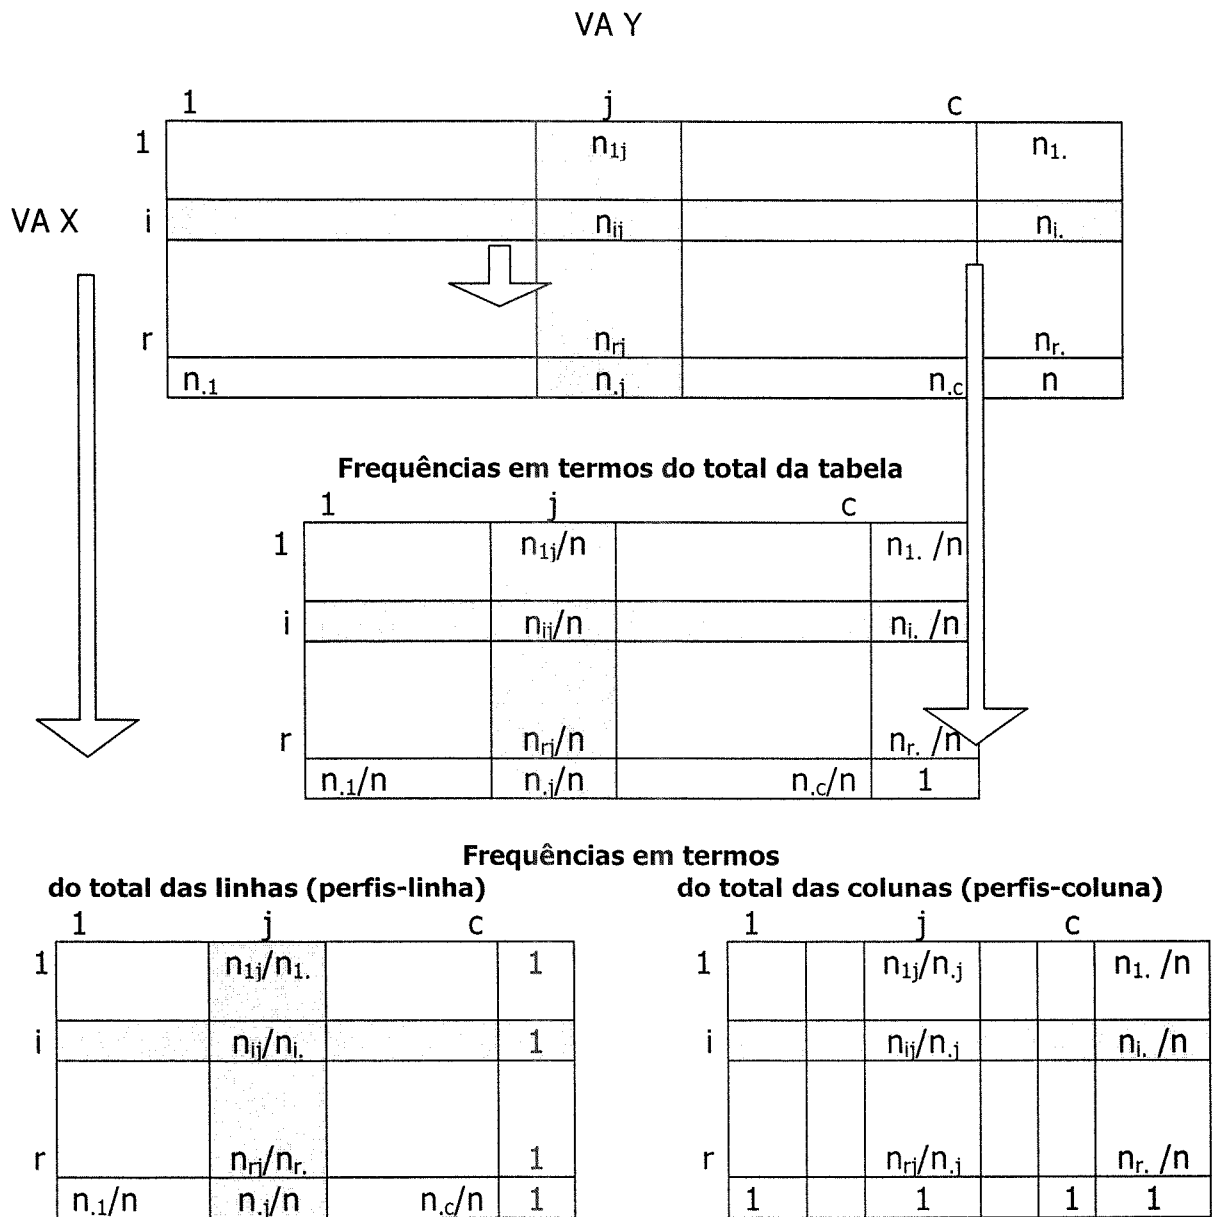 VA Y
1 j c
1 n1j n1.
VA X i nij ni.
r nrj nr.
n.1 n.j n.c n
Frequências em termos do total da tabela
1 j c
1 n1j/n n1. /n
i nij/n ni. /n
r nrj/n nr. /n
n.1/n n.j/n n.c/n 1
Frequências em termos
do total das linhas (perfis-linha)
1 j c
1 n1j/n1. 1
i nij/ni. 1
r nrj/nr. 1
n.1/n n.j/n n.c/n 1
do total das colunas (perfis-coluna)
1 j c
1 n1j/n.j n1. /n
i nij/n.j ni. /n
r nrj/n.j nr. /n
1 1 1 1